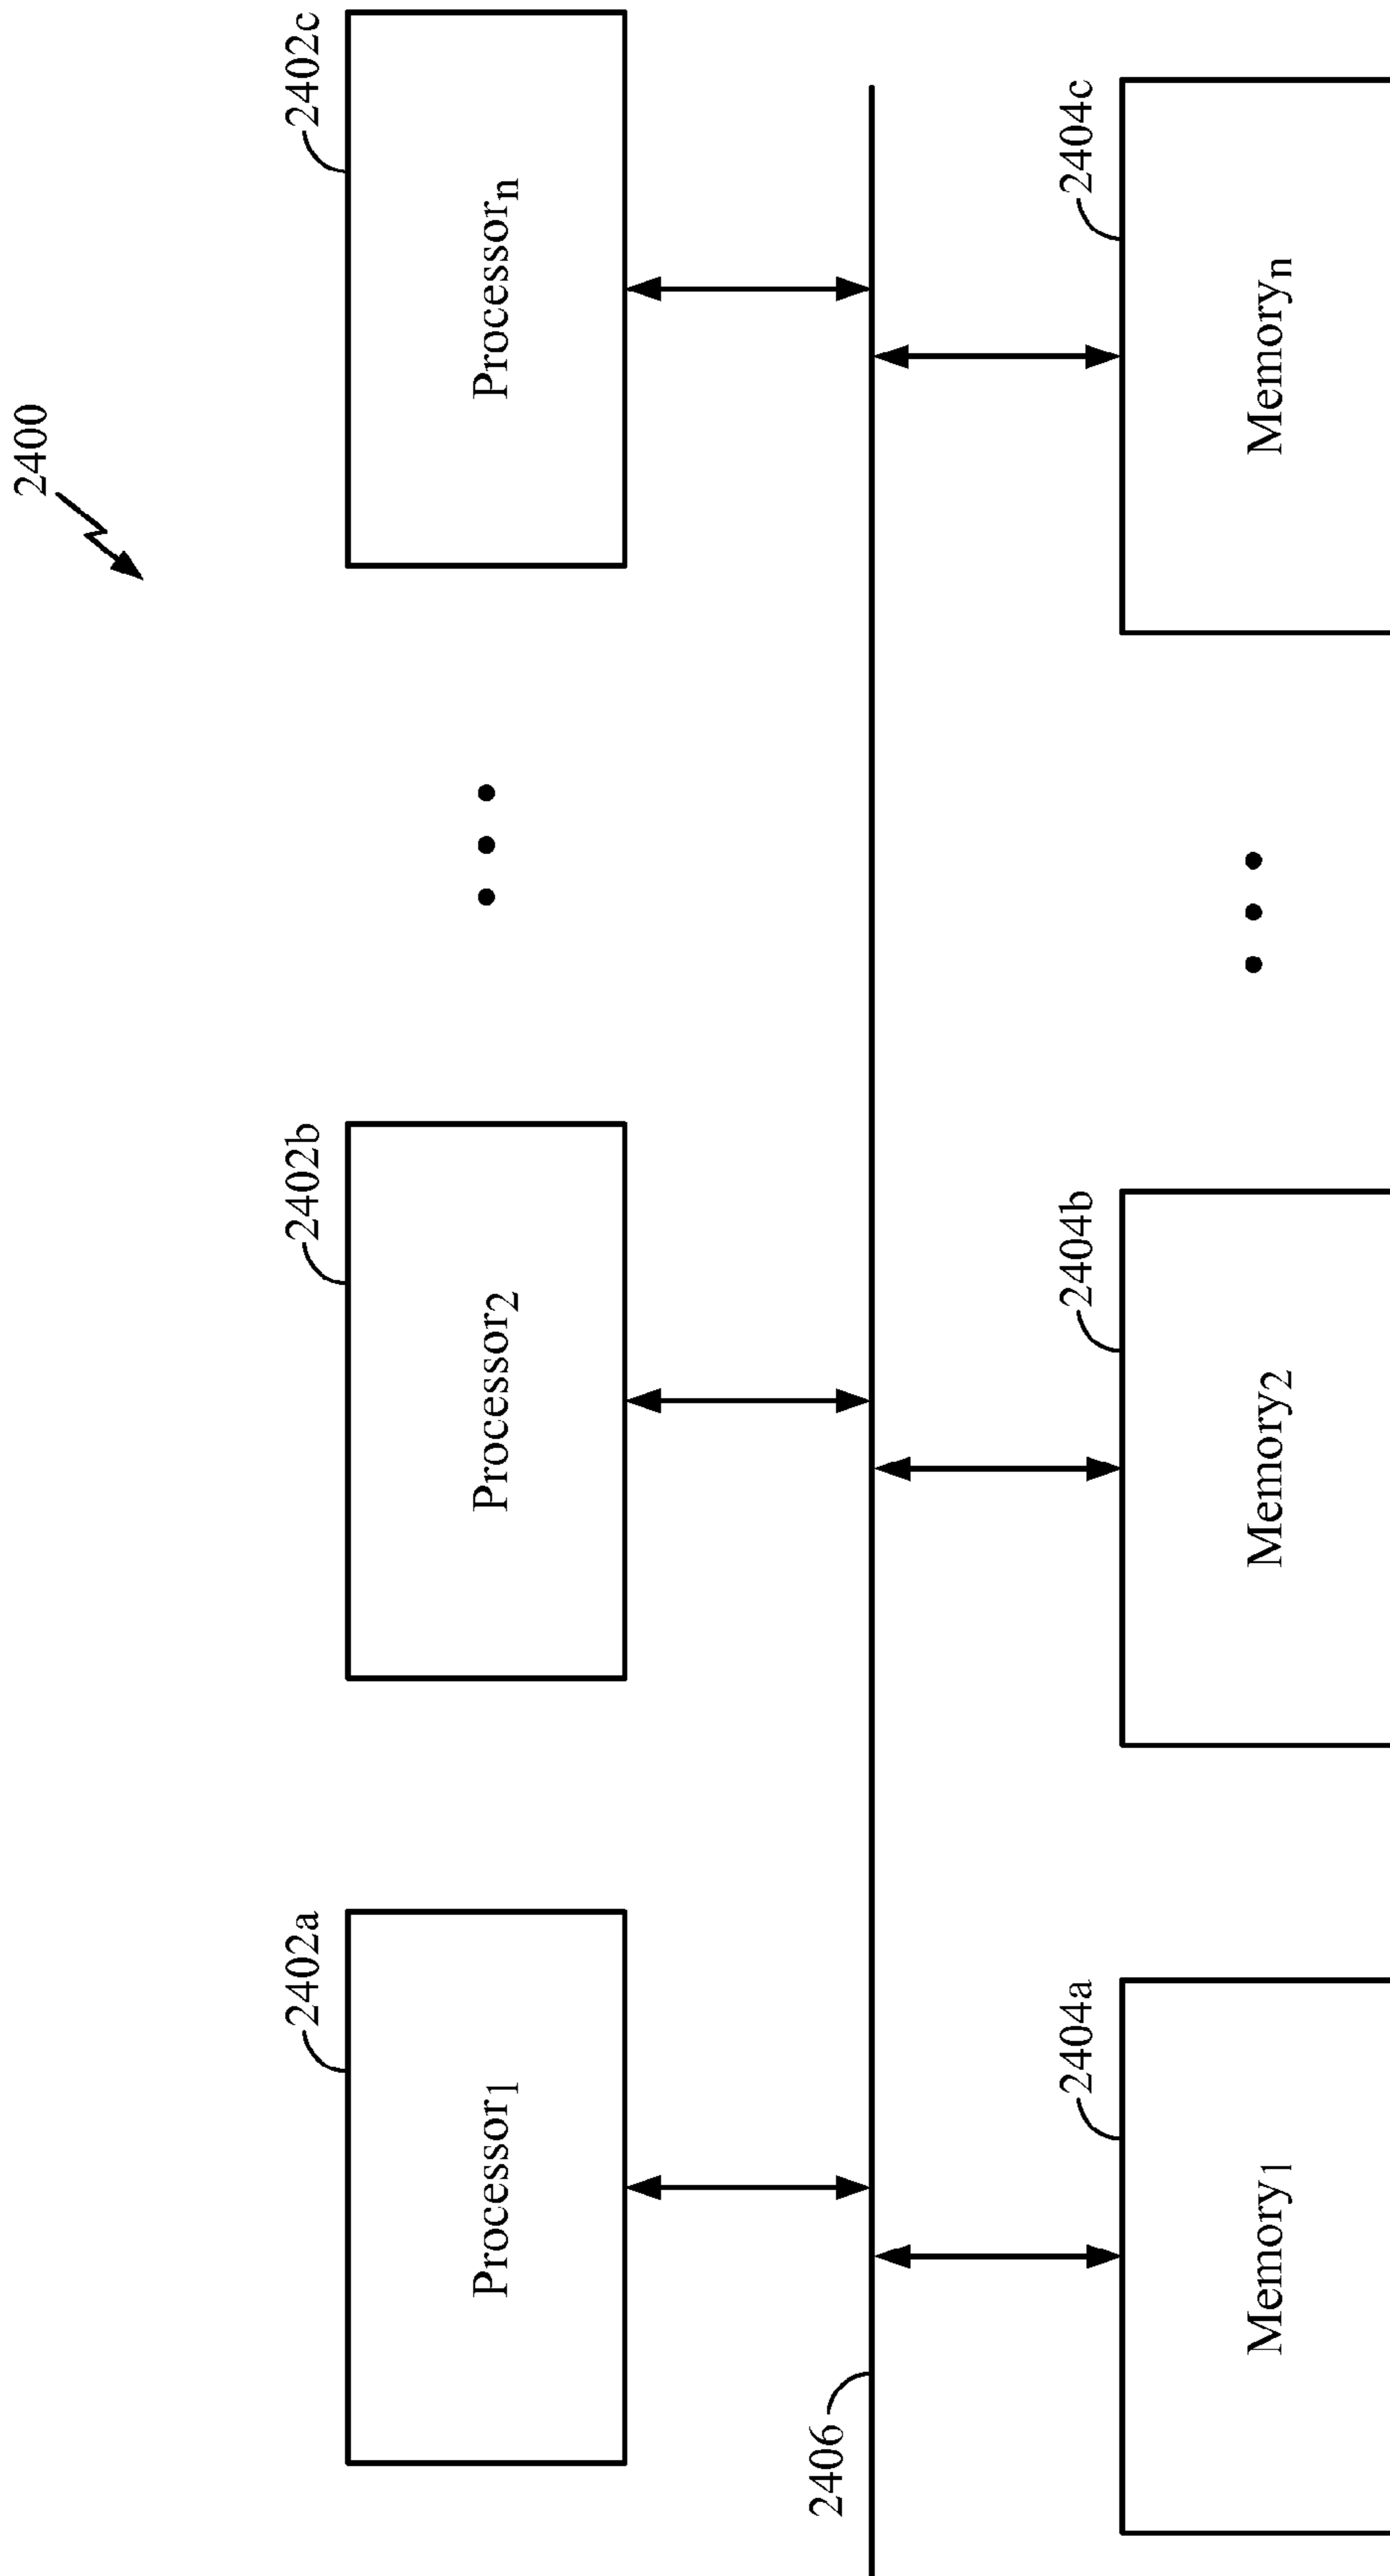 2400
2402a
2402b
2402c
Processor1
Processor2
Processorn
2406
2404a
2404b
2404c
Memory1
Memory2
Memoryn